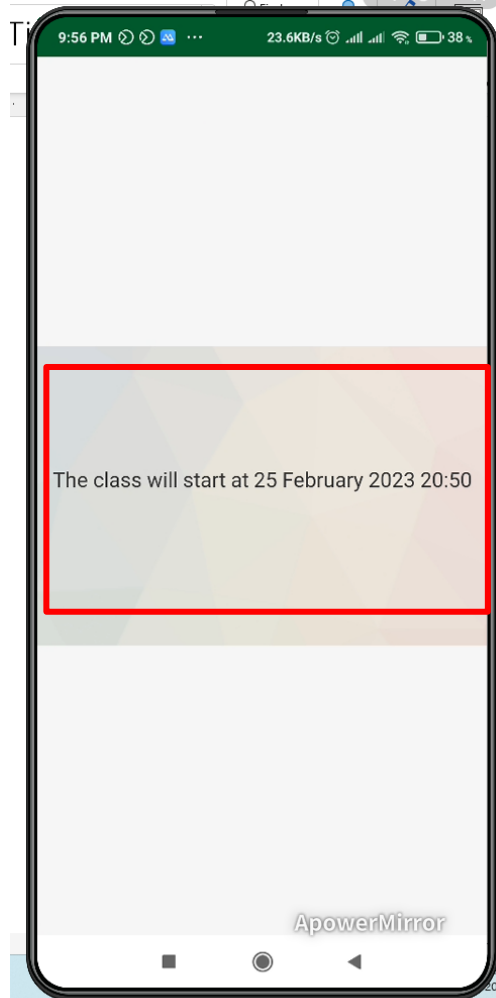 9:56 PM ... 23.6KB/s 38%
The class will start at 25 February 2023 20:50
ApowerMirror